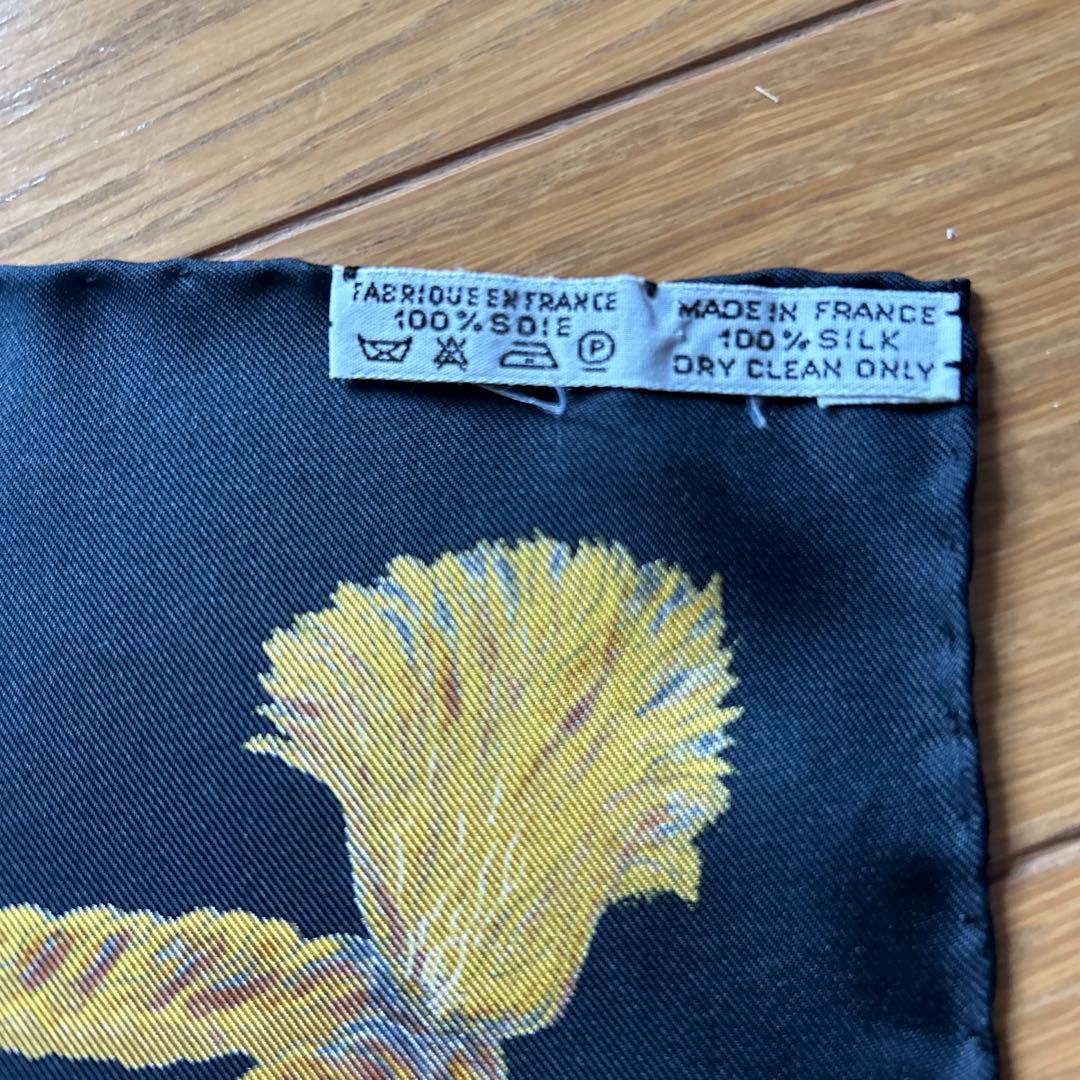 FABRIQUE EN FRANCE
100% SOIE
P
MADE IN FRANCE
100% SILK
DRY CLEAN ONLY